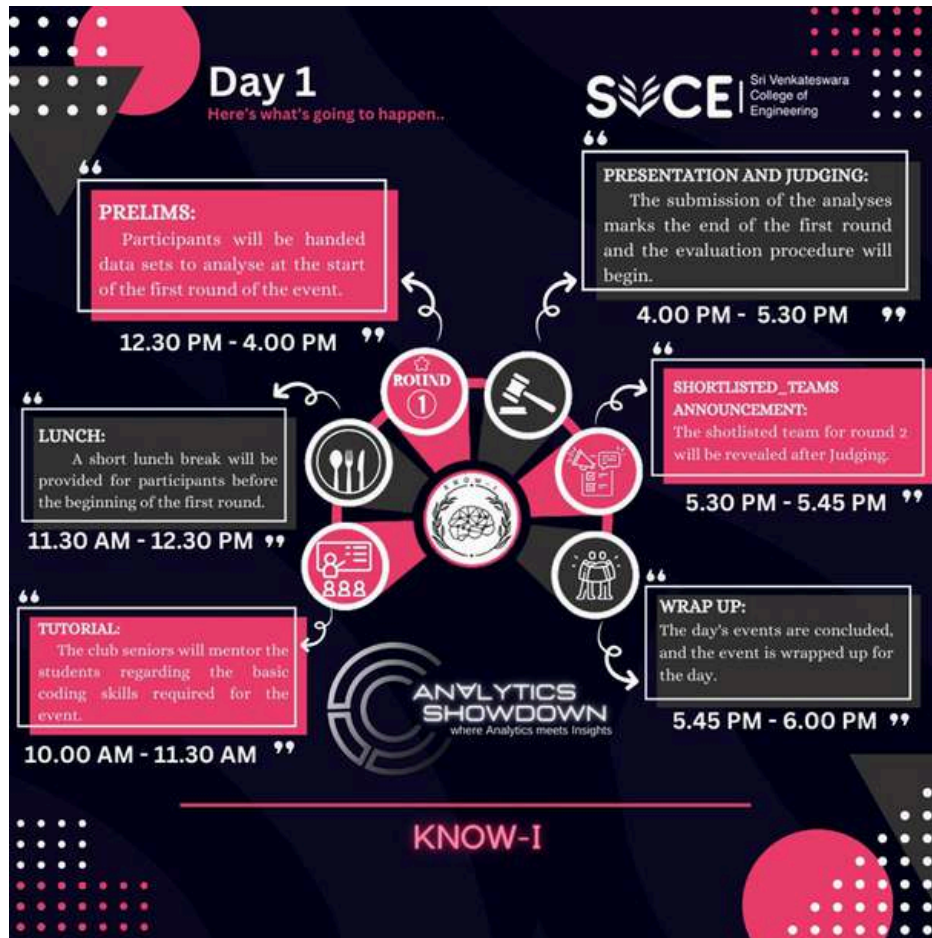 Day 1
Here's what's going to happen..
SVCE
Sri Venkateswara
College of
Engineering
PRELIMS:
Participants will be handed
data sets to analyse at the start
of the first round of the event.
12.30 PM - 4.00 PM
PRESENTATION AND JUDGING:
The submission of the analyses
marks the end of the first round
and the evaluation procedure will
begin.
4.00 PM - 5.30 PM
ROUND
1
LUNCH:
A short lunch break will be
provided for participants before
the beginning of the first round.
11.30 AM - 12.30 PM
SHORTLISTED_TEAMS
ANNOUNCEMENT:
The shotlisted team for round 2
will be revealed after Judging.
5.30 PM - 5.45 PM
KNOW-I
TUTORIAL:
The club seniors will mentor the
students regarding the basic
coding skills required for the
event.
10.00 AM - 11.30 AM
WRAP UP:
The day's events are concluded,
and the event is wrapped up for
the day.
5.45 PM - 6.00 PM
ANALYTICS
SHOWDOWN
where Analytics meets Insights
KNOW-I